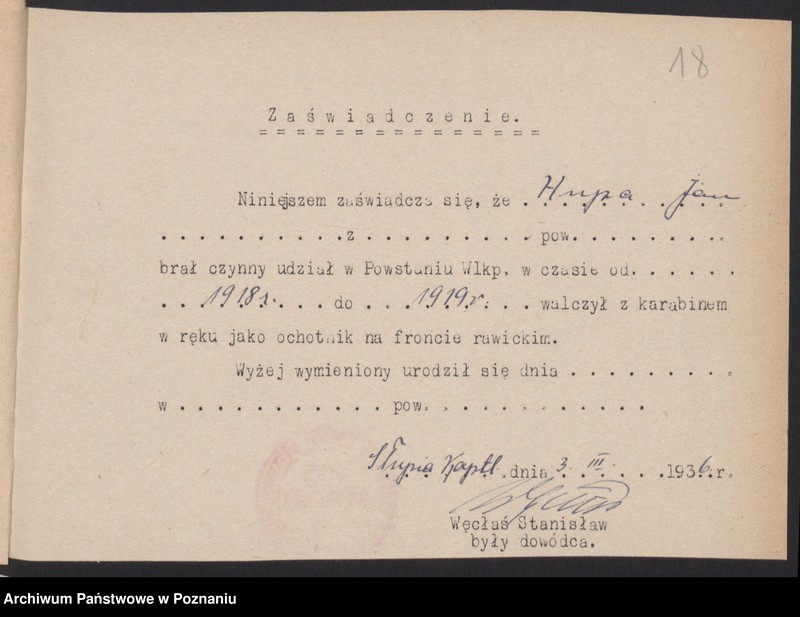 18
Zaświadczenie.
= = = = = = = = = = = = = = =
Niniejszem zaświadcza się, że Hupa Jan
. . . . . . . . . . .z . . . . . . . . . . pow. . . . . . . . .
brał czynny udział w Powstaniu Wlkp. w czasie od. . . . . .
. . 1918 r. . . . do . . . 1919 r. . . walczył z karabinem
w ręku jako ochotnik na froncie rawickim.
Wyżej wymieniony urodził się dnia . . . . . . . . . .
w . . . . . . . . . . . . pow. . . . . . . . . . . . . .
Słupia Kaptl. dnia 3. III. . . . . .1936.r.
Węcłaś Stanisław
były dowódca.
Archiwum Państwowe w Poznaniu